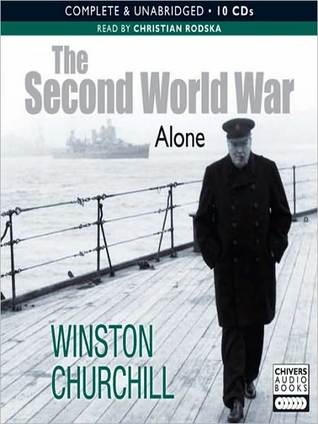 COMPLETE & UNABRIDGED • 10 CDs
READ BY CHRISTIAN RODSKA
The
Second World War
Alone
WINSTON
CHURCHILL
CHIVERS
AUDIO
BOOKS